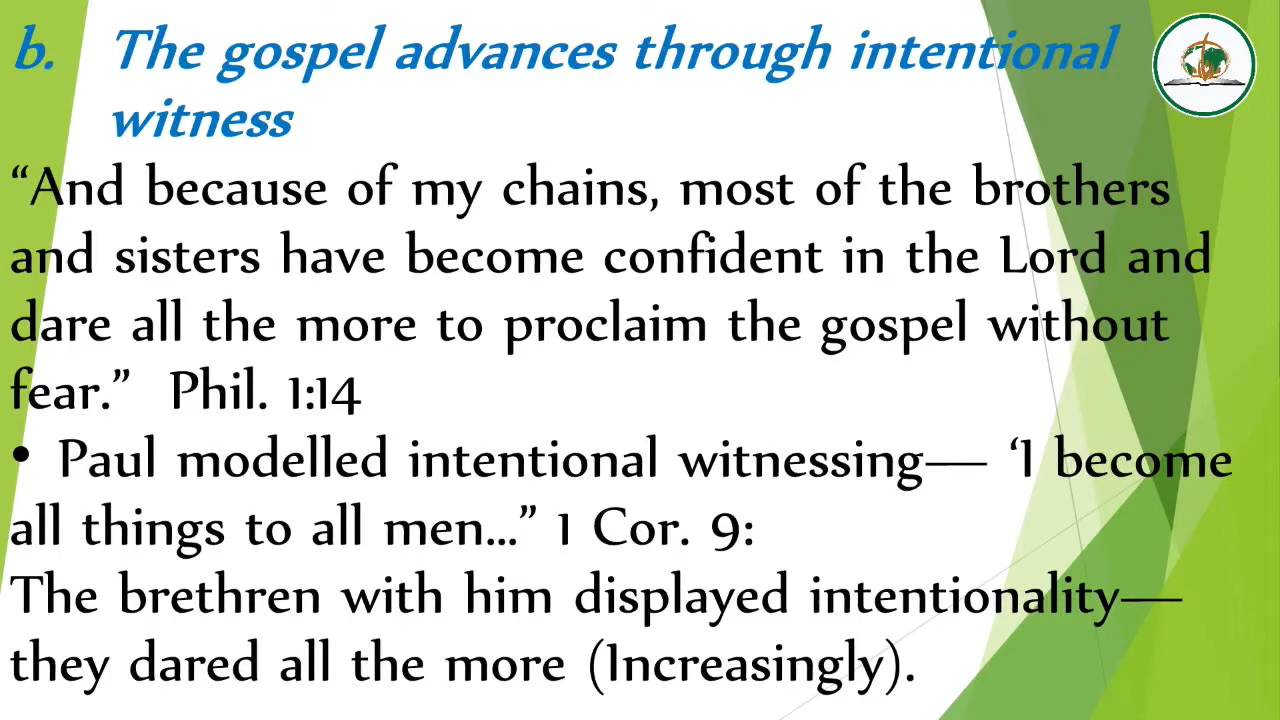 b. The gospel advances through intentional
witness
“And because of my chains, most of the brothers
and sisters have become confident in the Lord and
dare all the more to proclaim the gospel without
fear.” Phil. 1:14
• Paul modelled intentional witnessing— ‘I become
all things to all men...” 1 Cor. 9:
The brethren with him displayed intentionality—
they dared all the more (Increasingly).